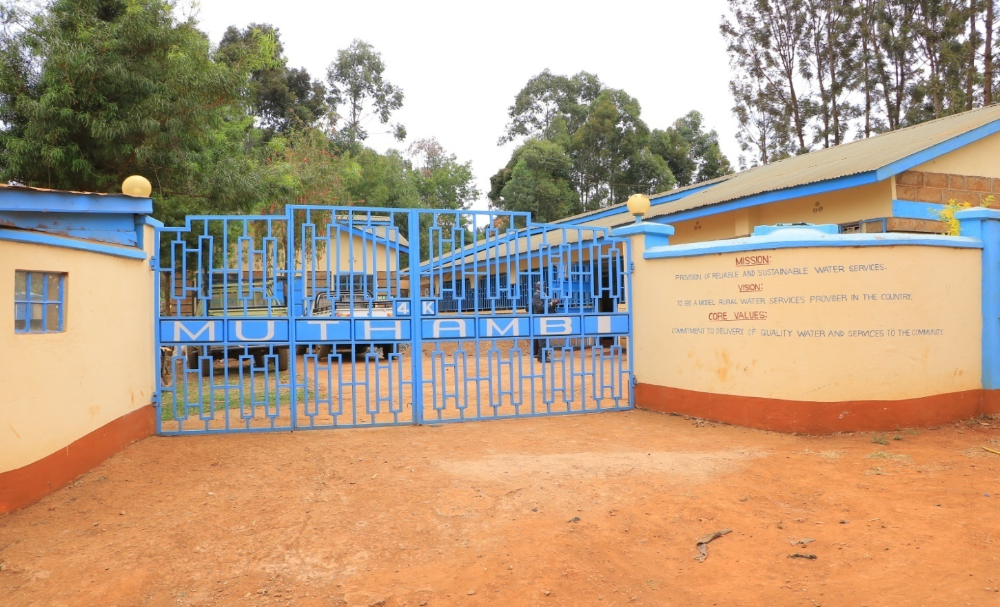 4K
MUTHAMBI
MISSION:
PROVISION OF RELIABLE AND SUSTAINABLE WATER SERVICES.
VISION:
TO BE A MODEL RURAL WATER SERVICES PROVIDER IN THE COUNTRY.
CORE VALUES:
COMMITMENT TO DELIVERY OF QUALITY WATER AND SERVICES TO THE COMMUNITY.